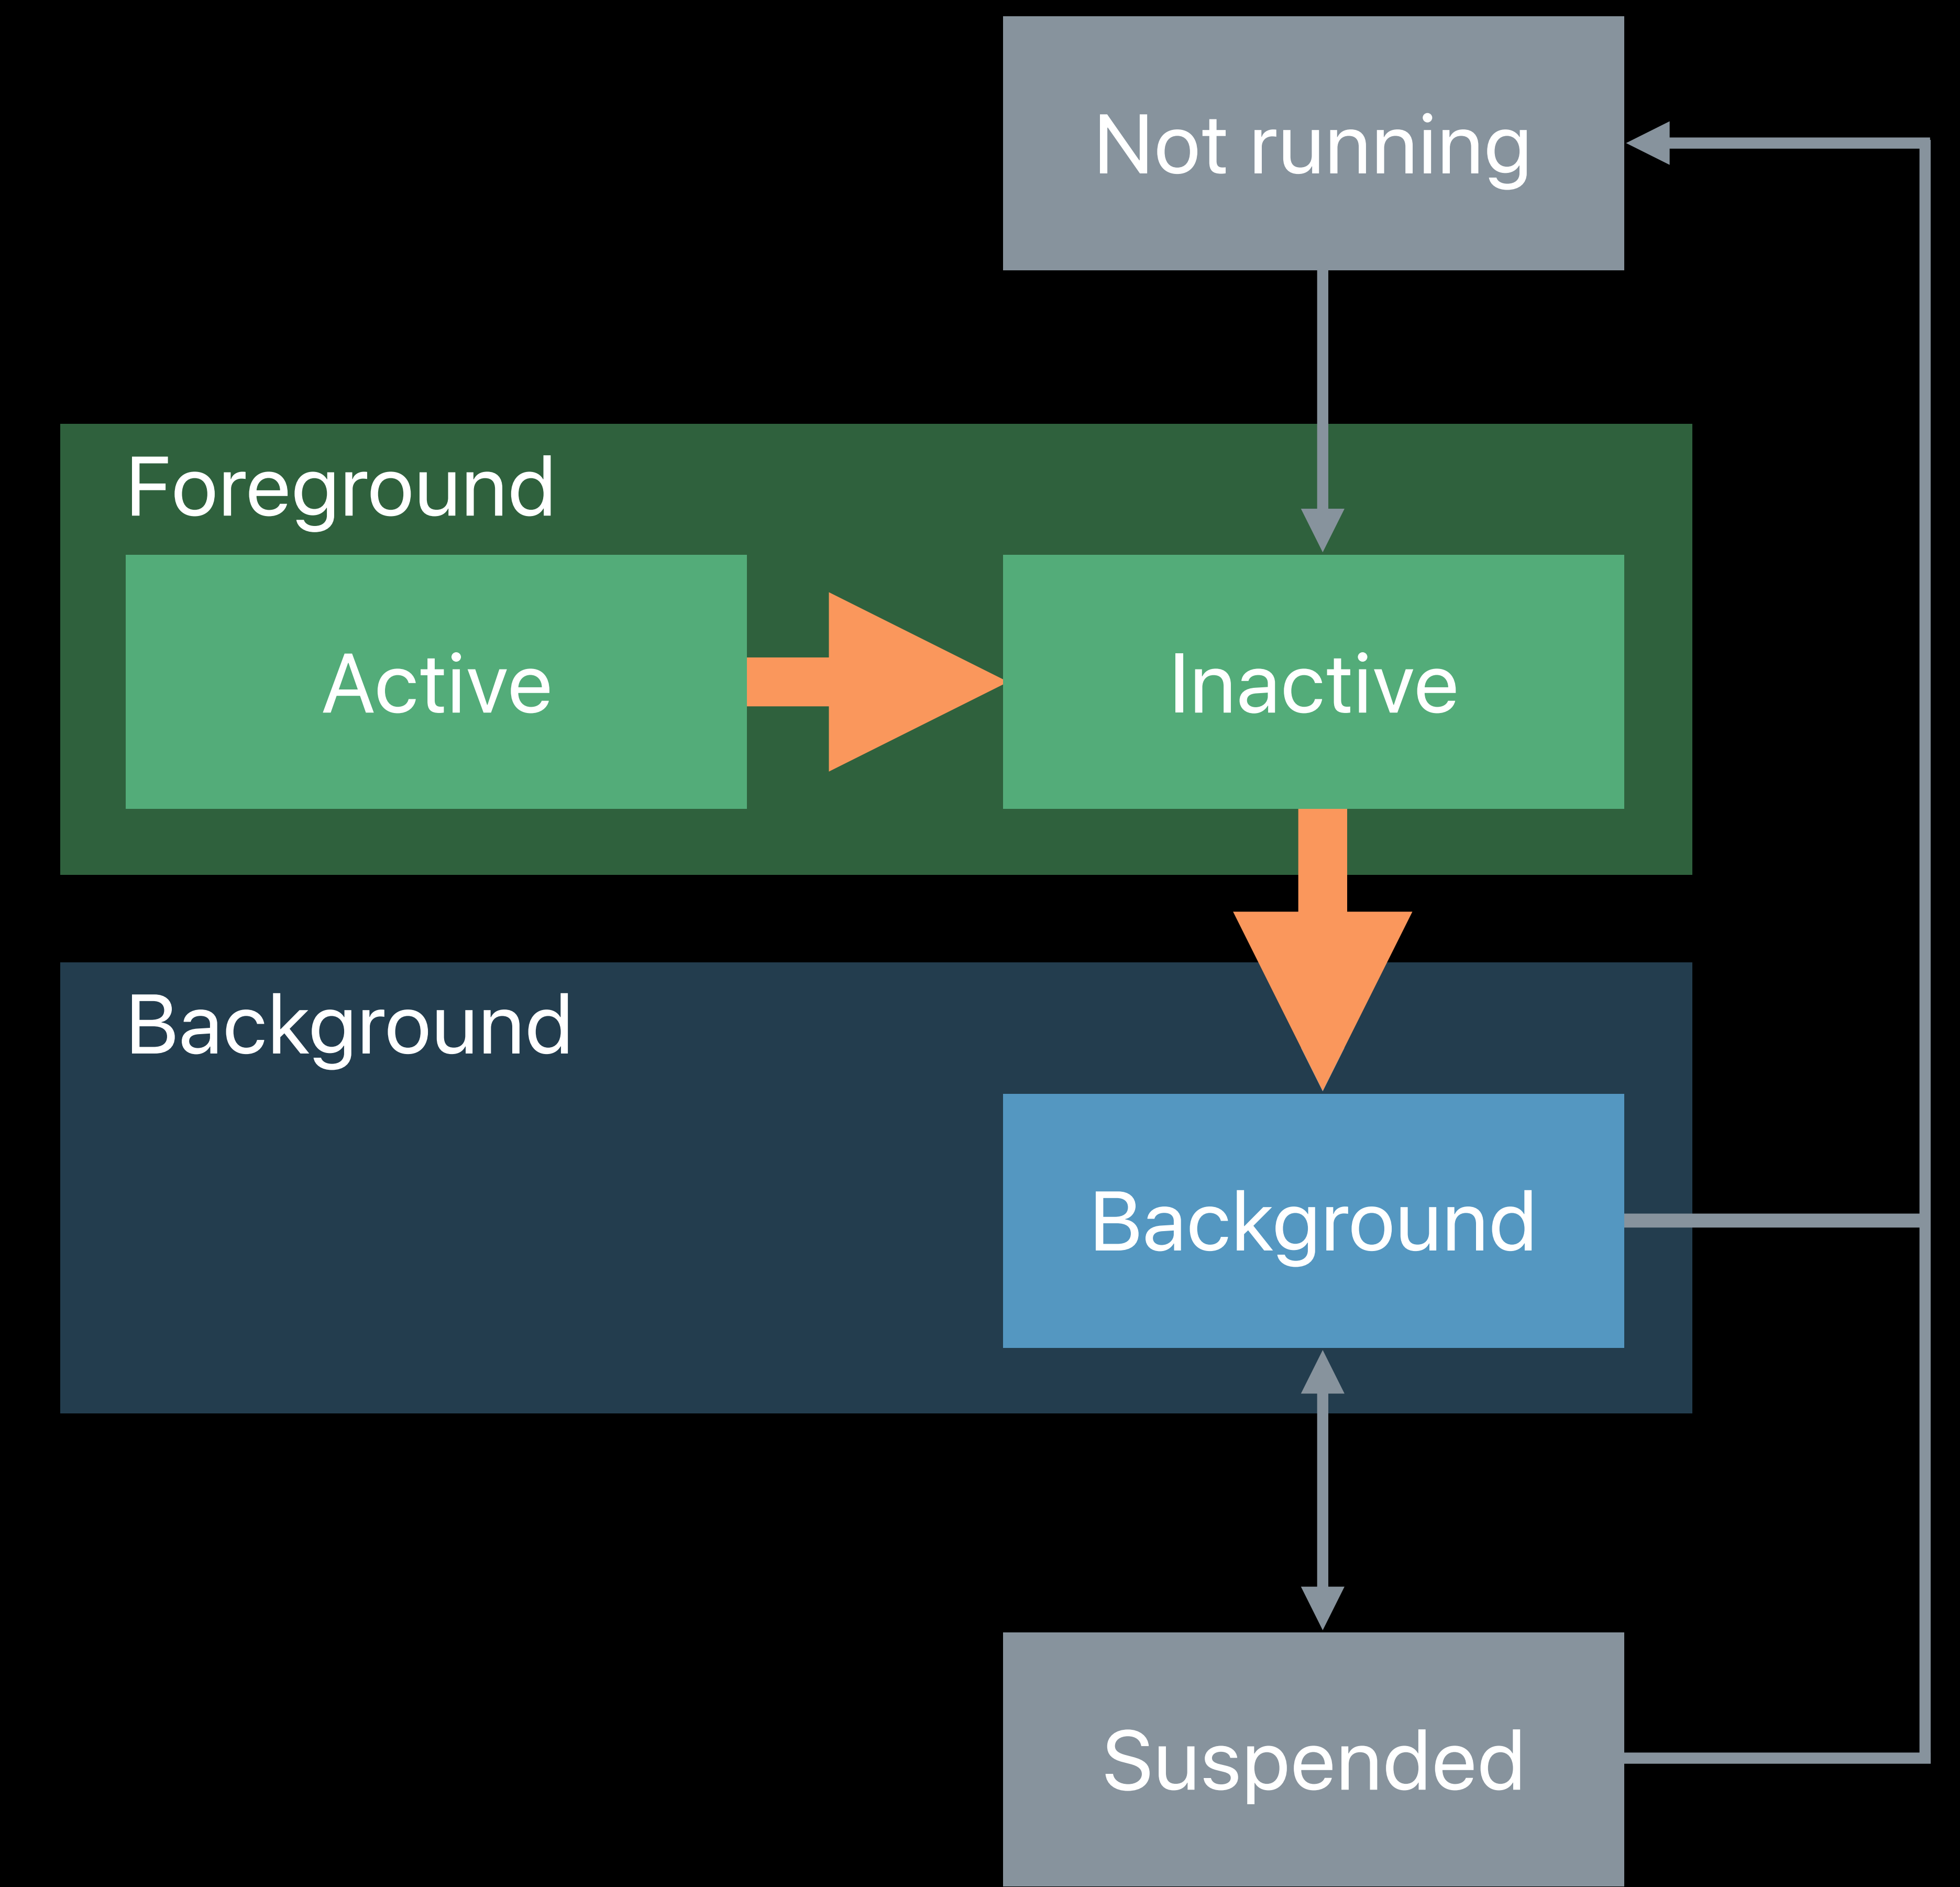 Not running
Foreground
Active
Inactive
Background
Background
Suspended